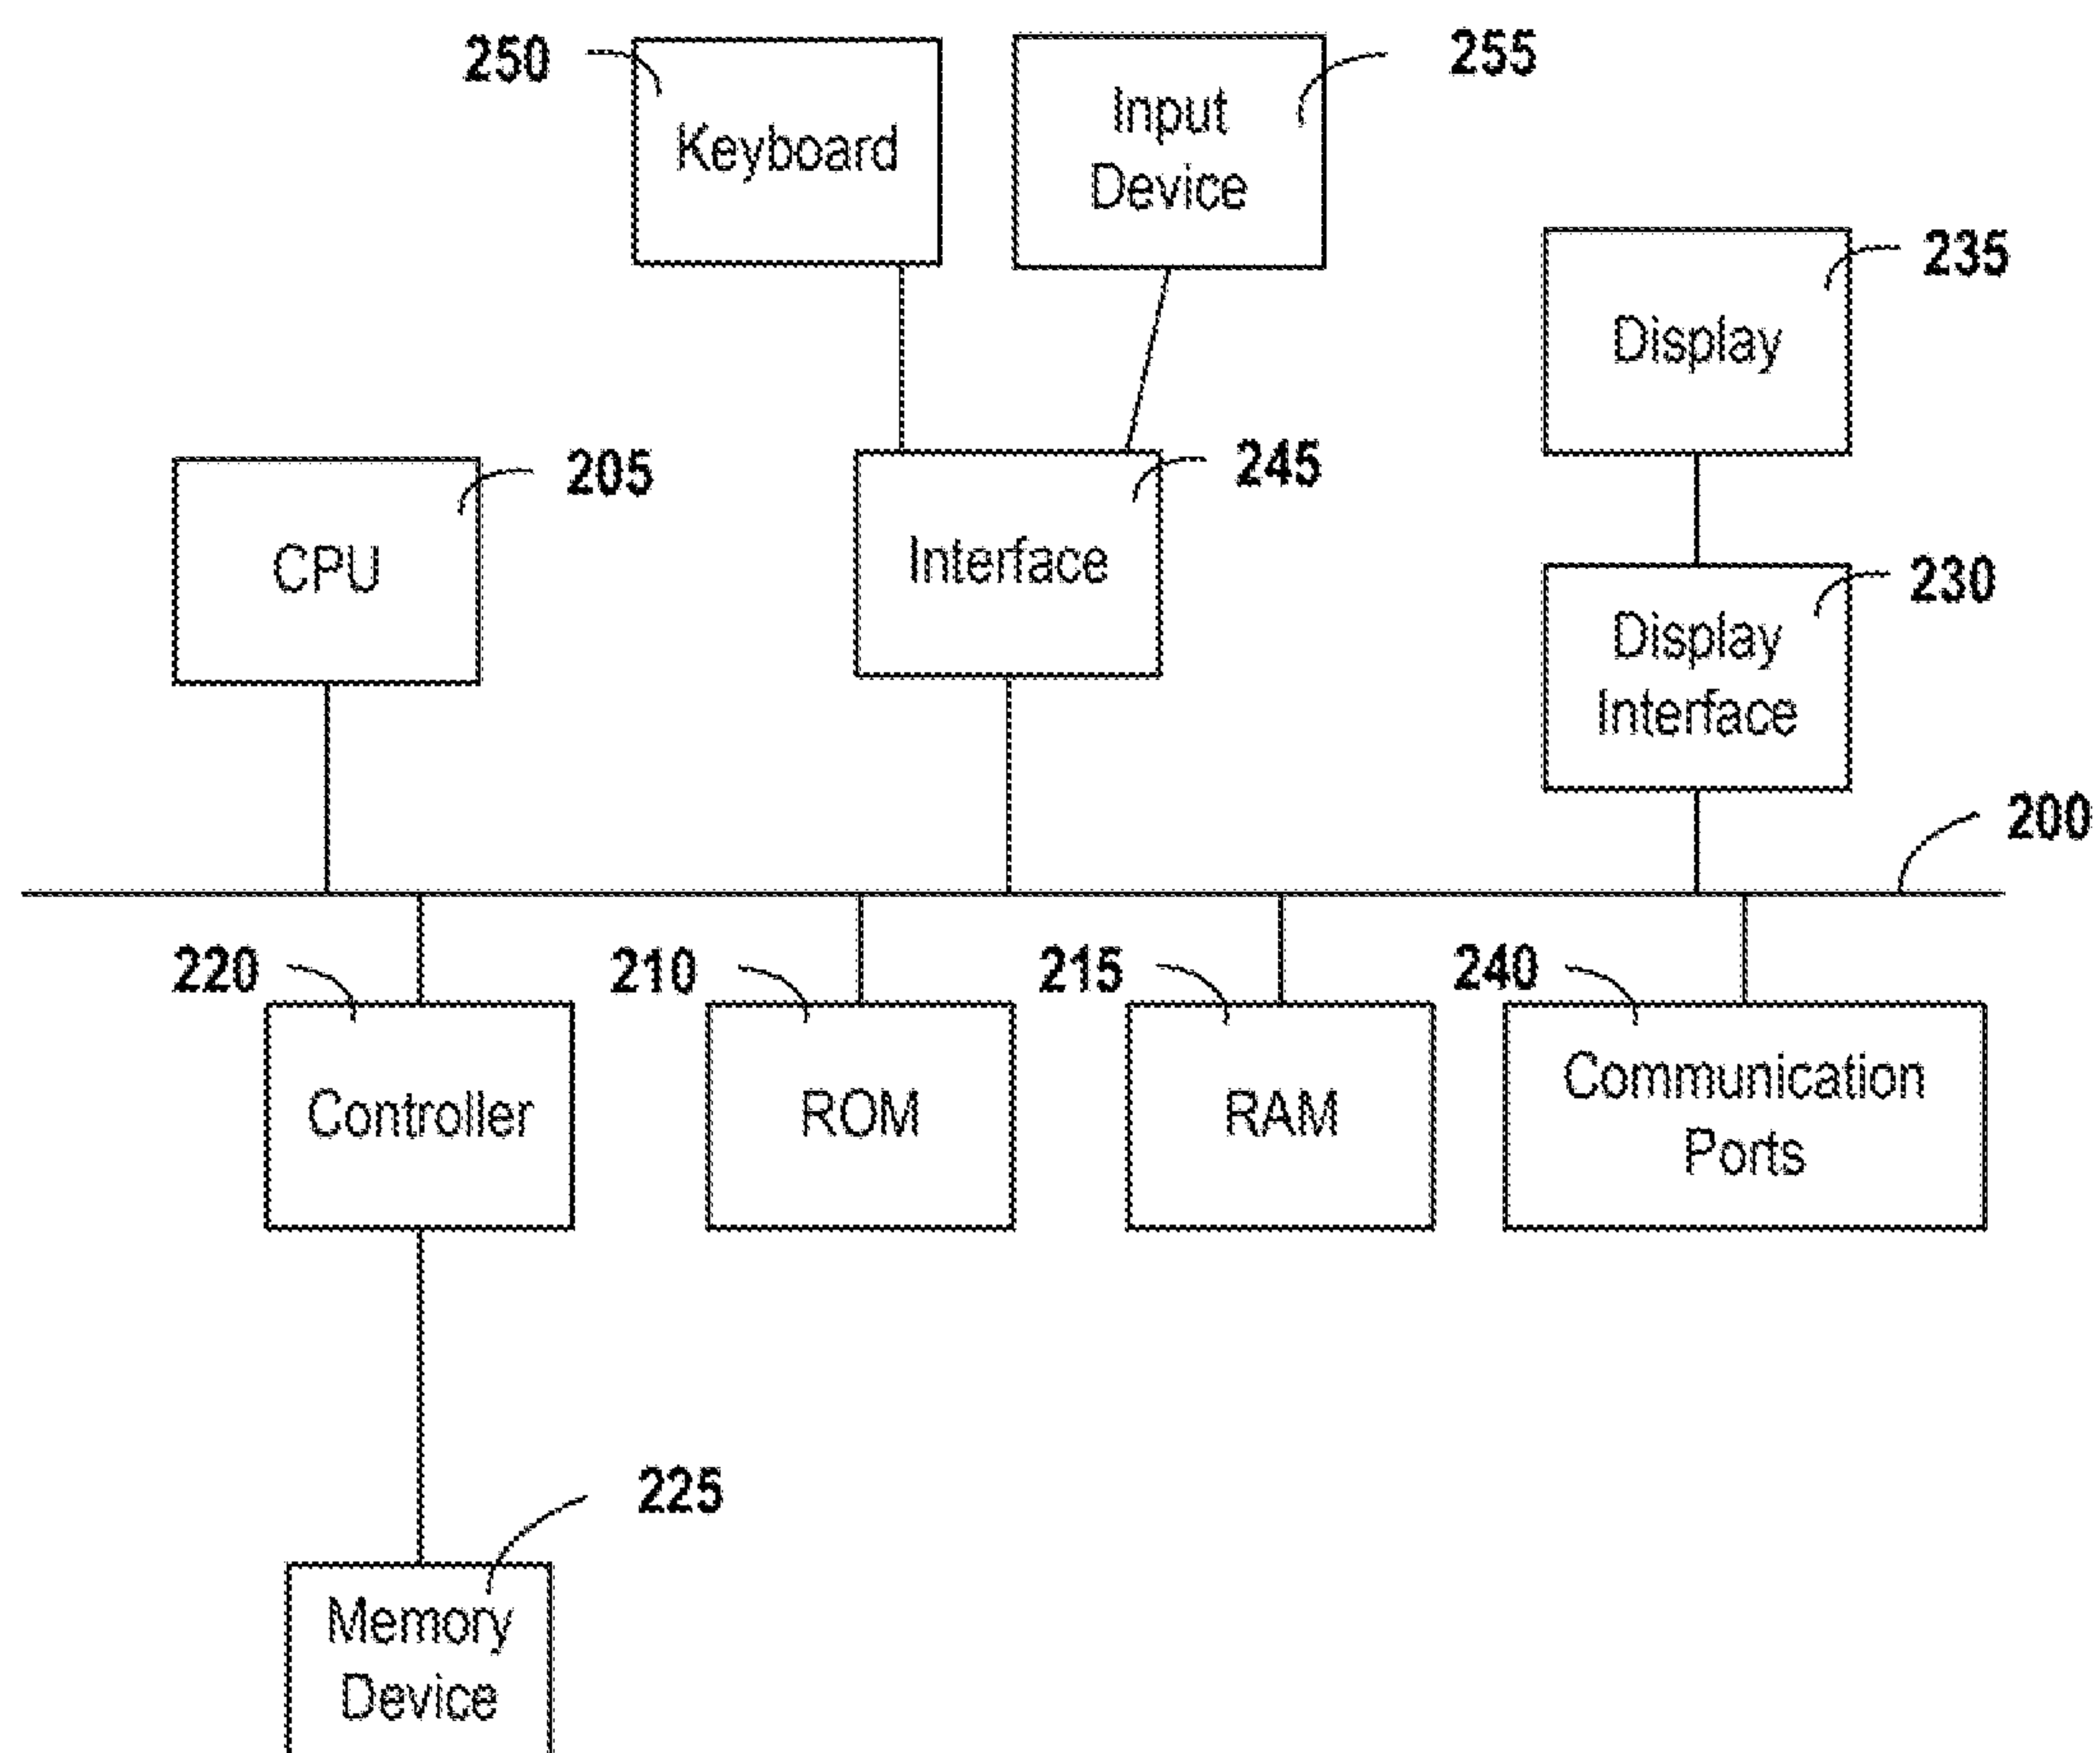 250
Keyboard
Input
Device
255
Display
235
CPU
205
Interface
245
Display
Interface
230
200
220
Controller
210
ROM
215
RAM
240
Communication
Ports
225
Memory
Device